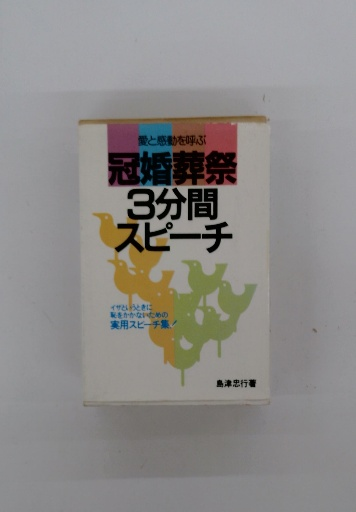 愛と感動を呼ぶ
冠婚葬祭
3分間
スピーチ
イザというときに
恥をかかないための
実用スピーチ集!
島津忠行著